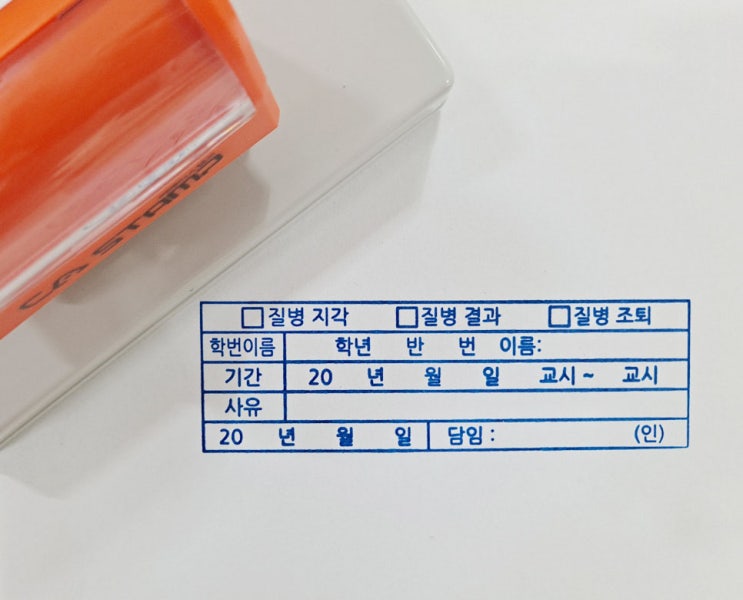 CA STAMP
□질병 지각 □질병 결과 □질병 조퇴
학번이름 학년 반 번 이름:
기간 20 년 월 일 교시 ~ 교시
사유
20 년 월 일 담임 : (인)